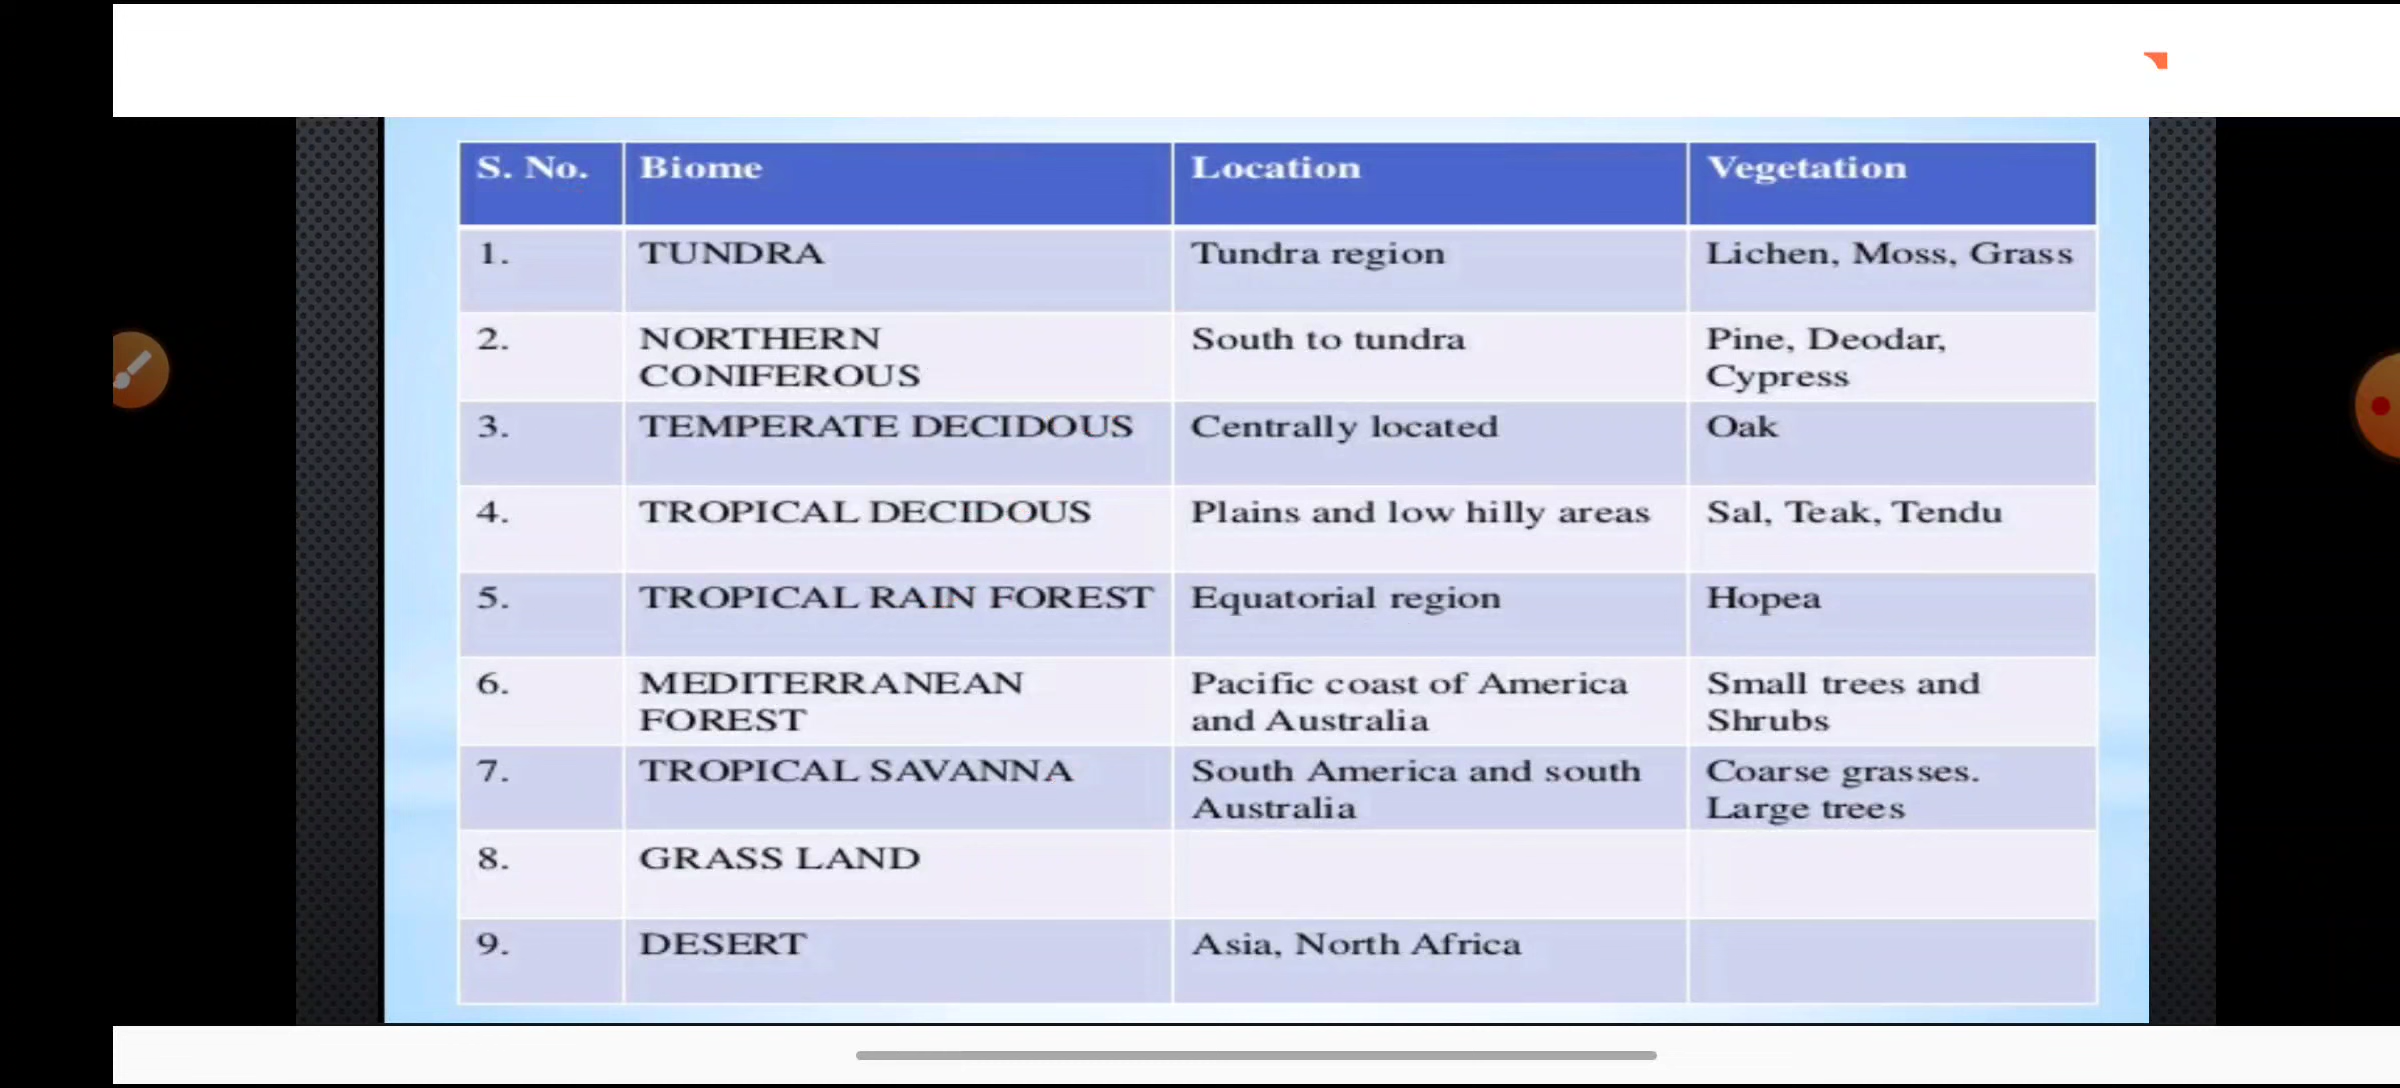 S. No. Biome Location Vegetation
1. TUNDRA Tundra region Lichen, Moss, Grass
2. NORTHERN CONIFEROUS South to tundra Pine, Deodar, Cypress
3. TEMPERATE DECIDOUS Centrally located Oak
4. TROPICAL DECIDOUS Plains and low hilly areas Sal, Teak, Tendu
5. TROPICAL RAIN FOREST Equatorial region Hopea
6. MEDITERRANEAN FOREST Pacific coast of America and Australia Small trees and Shrubs
7. TROPICAL SAVANNA South America and south Australia Coarse grasses. Large trees
8. GRASS LAND
9. DESERT Asia, North Africa